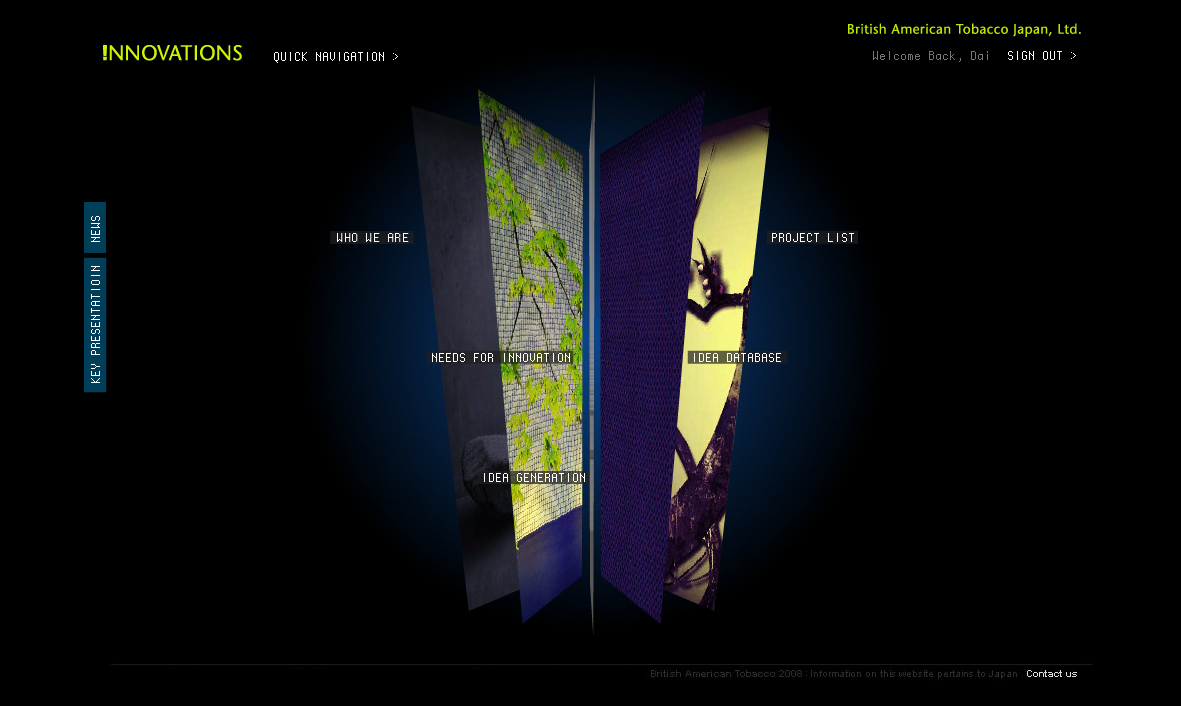 British American Tobacco Japan, Ltd.
!NNOVATIONS
QUICK NAVIGATION >
Welcome Back, Dai
SIGN OUT >
NEWS
KEY PRESENTATIOIN
WHO WE ARE
PROJECT LIST
NEEDS FOR INNOVATION
IDEA DATABASE
IDEA GENERATION
British American Tobacco 2008 : Information on this website pertains to Japan
Contact us